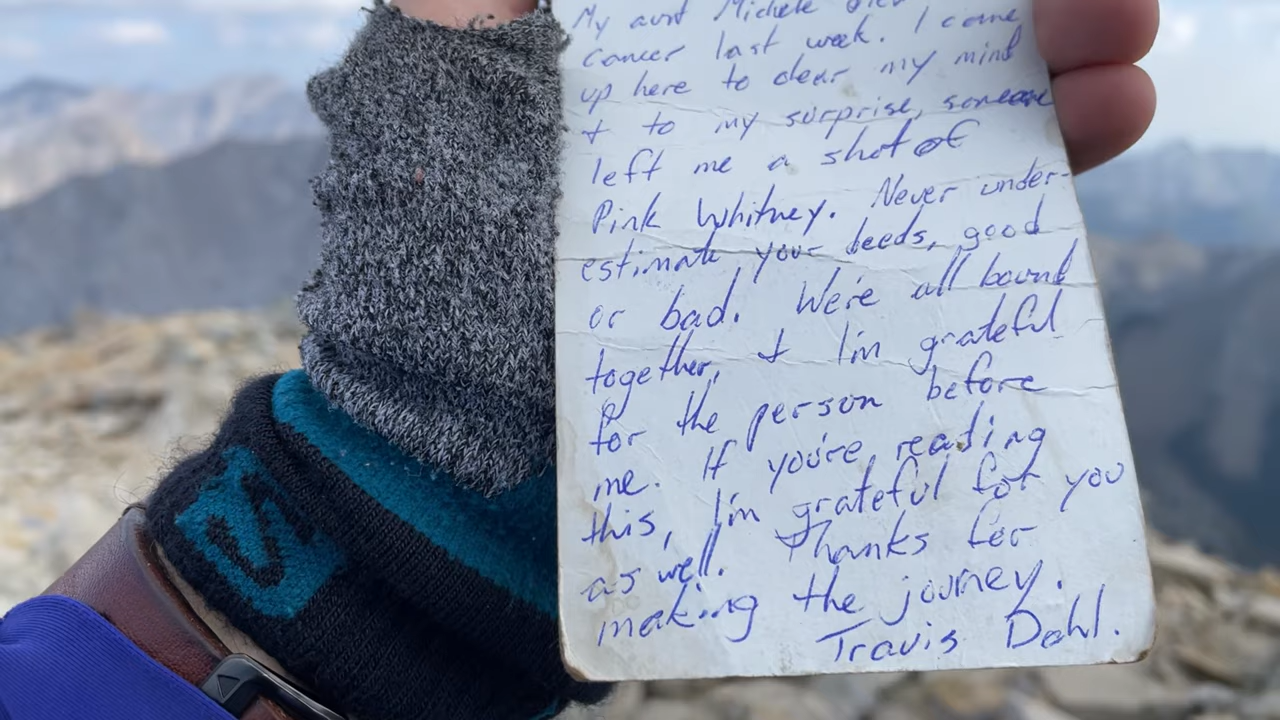 My aunt Michele
cancer last week. I came
up here to clear my mind
+ to my surprise, someone
left me a shot of
Pink Whitney. Never under-
estimate your deeds, good
or bad. We're all bound
together, + I'm grateful
for the person before
me. If you're reading
this, I'm grateful for you
as well. Thanks for
making the journey.
Travis Dahl.